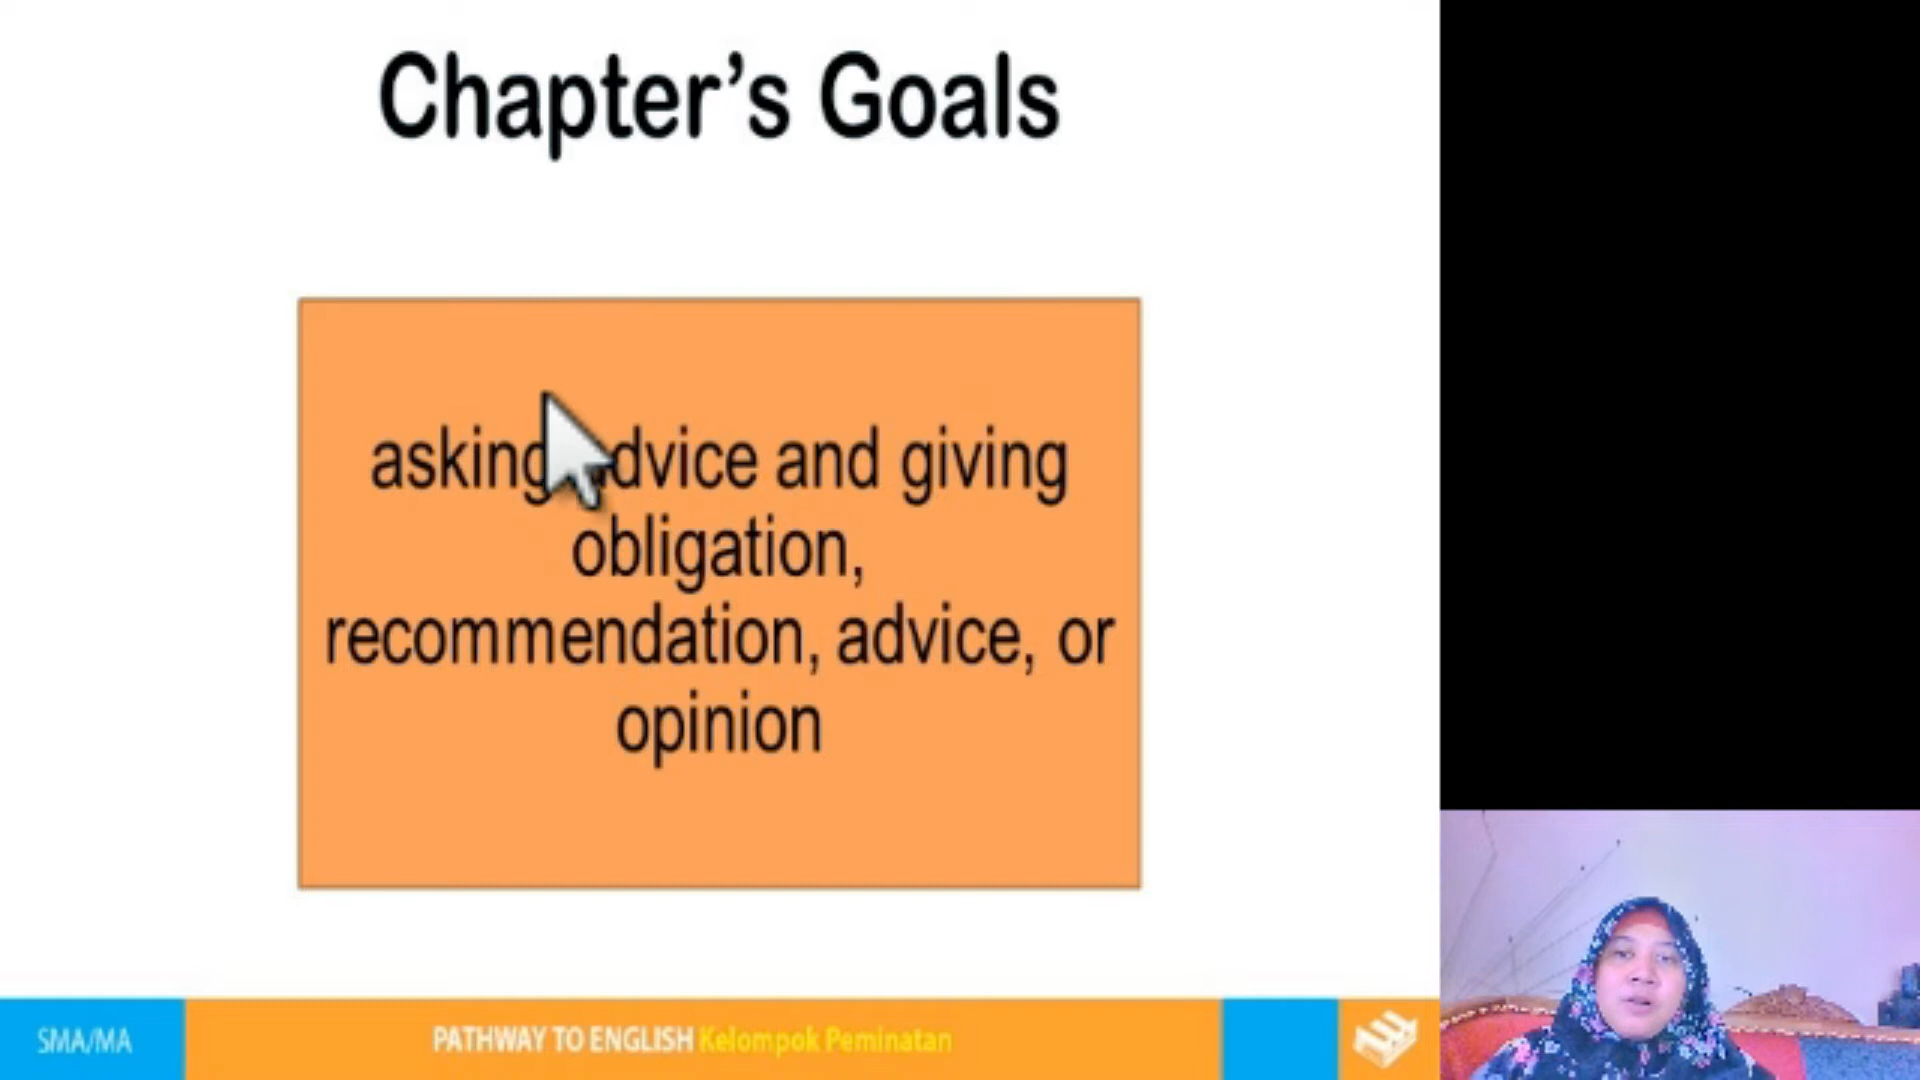 Chapter’s Goals
asking advice and giving
obligation,
recommendation, advice, or
opinion
SMA/MA
PATHWAY TO ENGLISH Kelompok Peminatan